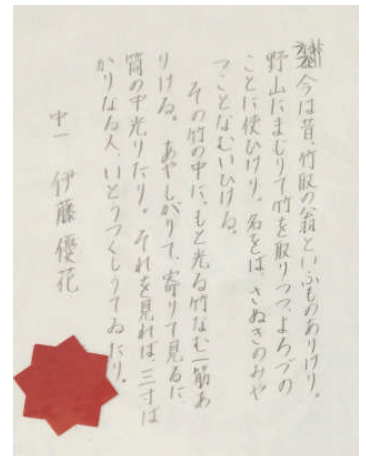 今は昔、竹取の翁といふものありけり。
野山にまじりて竹を取りつつ、よろづの
ことに使ひけり。名をば、さぬきのみや
つことなむいひける。
その竹の中に、もと光る竹なむ一筋あ
りける。あやしがりて、寄りて見るに、
筒の中光りたり。それを見れば、三寸ば
かりなる人、いとうつくしうてゐたり。
中一 伊藤優花